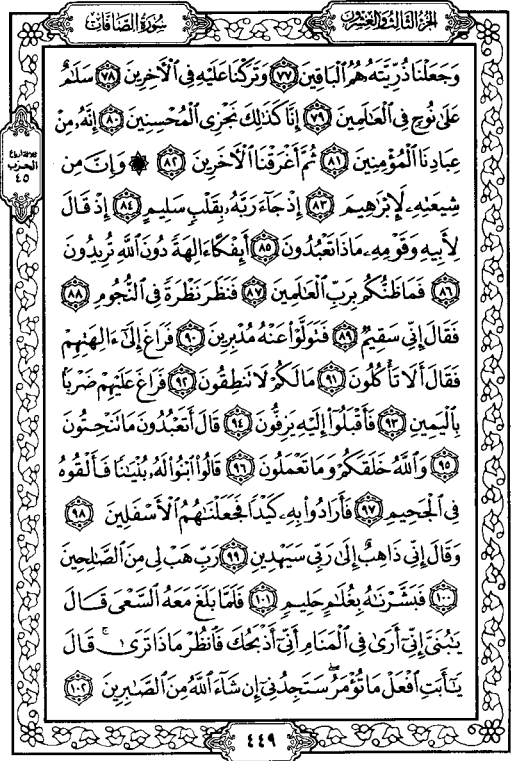 الجزء الثالث والعشرون
سورة الصافات
وَجَعَلْنَا ذُرِّيَّتَهُۥ هُمُ ٱلْبَاقِينَ ٧٧ وَتَرَكْنَا عَلَيْهِ فِى ٱلْءَاخِرِينَ ٧٨ سَلَٰمٌ
عَلَىٰ نُوحٍ فِى ٱلْعَٰلَمِينَ ٧٩ إِنَّا كَذَٰلِكَ نَجْزِى ٱلْمُحْسِنِينَ ٨٠ إِنَّهُۥ مِنْ
عِبَادِنَا ٱلْمُؤْمِنِينَ ٨١ ثُمَّ أَغْرَقْنَا ٱلْءَاخَرِينَ ٨٢ ۞ وَإِنَّ مِن
شِيعَتِهِۦ لَإِبْرَٰهِيمَ ٨٣ إِذْ جَآءَ رَبَّهُۥ بِقَلْبٍ سَلِيمٍ ٨٤ إِذْ قَالَ
لِأَبِيهِ وَقَوْمِهِۦ مَاذَا تَعْبُدُونَ ٨٥ أَئِفْكًا ءَالِهَةً دُونَ ٱللَّهِ تُرِيدُونَ
٨٦ فَمَا ظَنُّكُم بِرَبِّ ٱلْعَٰلَمِينَ ٨٧ فَنَظَرَ نَظْرَةً فِى ٱلنُّجُومِ ٨٨
فَقَالَ إِنِّى سَقِيمٌ ٨٩ فَتَوَلَّوْا۟ عَنْهُ مُدْبِرِينَ ٩٠ فَرَاغَ إِلَىٰٓ ءَالِهَتِهِمْ
فَقَالَ أَلَا تَأْكُلُونَ ٩١ مَا لَكُمْ لَا تَنطِقُونَ ٩٢ فَرَاغَ عَلَيْهِمْ ضَرْبًۢا
بِٱلْيَمِينِ ٩٣ فَأَقْبَلُوٓا۟ إِلَيْهِ يَزِفُّونَ ٩٤ قَالَ أَتَعْبُدُونَ مَا تَنْحِتُونَ
٩٥ وَٱللَّهُ خَلَقَكُمْ وَمَا تَعْمَلُونَ ٩٦ قَالُوا۟ ٱبْنُوا۟ لَهُۥ بُنْيَٰنًا فَأَلْقُوهُ
فِى ٱلْجَحِيمِ ٩٧ فَأَرَادُوا۟ بِهِۦ كَيْدًا فَجَعَلْنَٰهُمُ ٱلْأَسْفَلِينَ ٩٨
وَقَالَ إِنِّى ذَاهِبٌ إِلَىٰ رَبِّى سَيَهْدِينِ ٩٩ رَبِّ هَبْ لِى مِنَ ٱلصَّٰلِحِينَ
١٠٠ فَبَشَّرْنَٰهُ بِغُلَٰمٍ حَلِيمٍ ١٠١ فَلَمَّا بَلَغَ مَعَهُ ٱلسَّعْىَ قَالَ
يَٰبُنَىَّ إِنِّىٓ أَرَىٰ فِى ٱلْمَنَامِ أَنِّىٓ أَذْبَحُكَ فَٱنظُرْ مَاذَا تَرَىٰ ۚ قَالَ
يَٰٓأَبَتِ ٱفْعَلْ مَا تُؤْمَرُ ۖ سَتَجِدُنِىٓ إِن شَآءَ ٱللَّهُ مِنَ ٱلصَّٰبِرِينَ ١٠٢
ثلاثة أرباع
الحزب
٤٥
٤٤٩